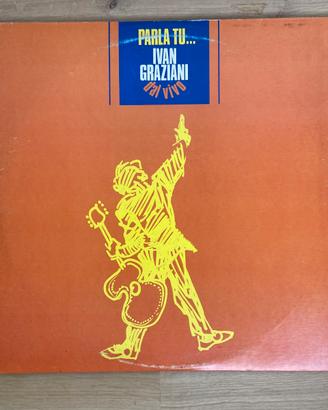 PARLA TU...
IVAN
GRAZIANI
dal vivo